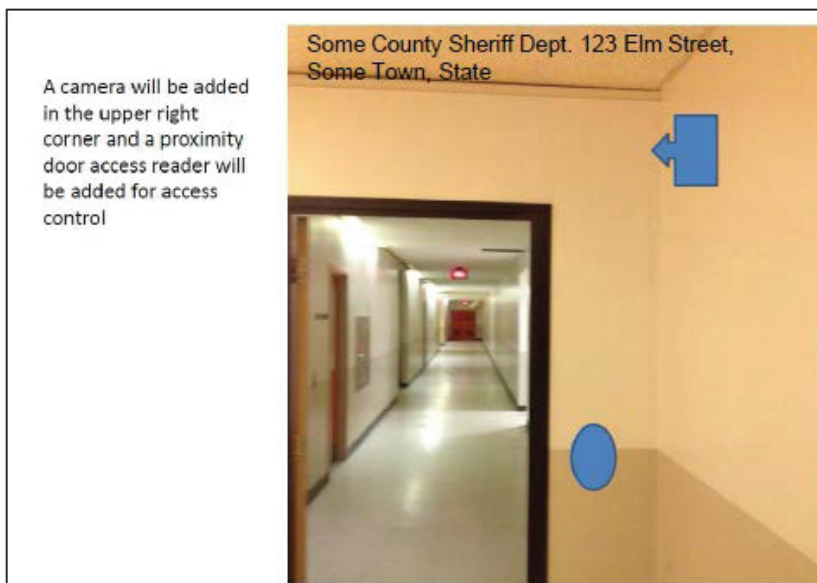 Some County Sheriff Dept. 123 Elm Street,
Some Town, State
A camera will be added
in the upper right
corner and a proximity
door access reader will
be added for access
control